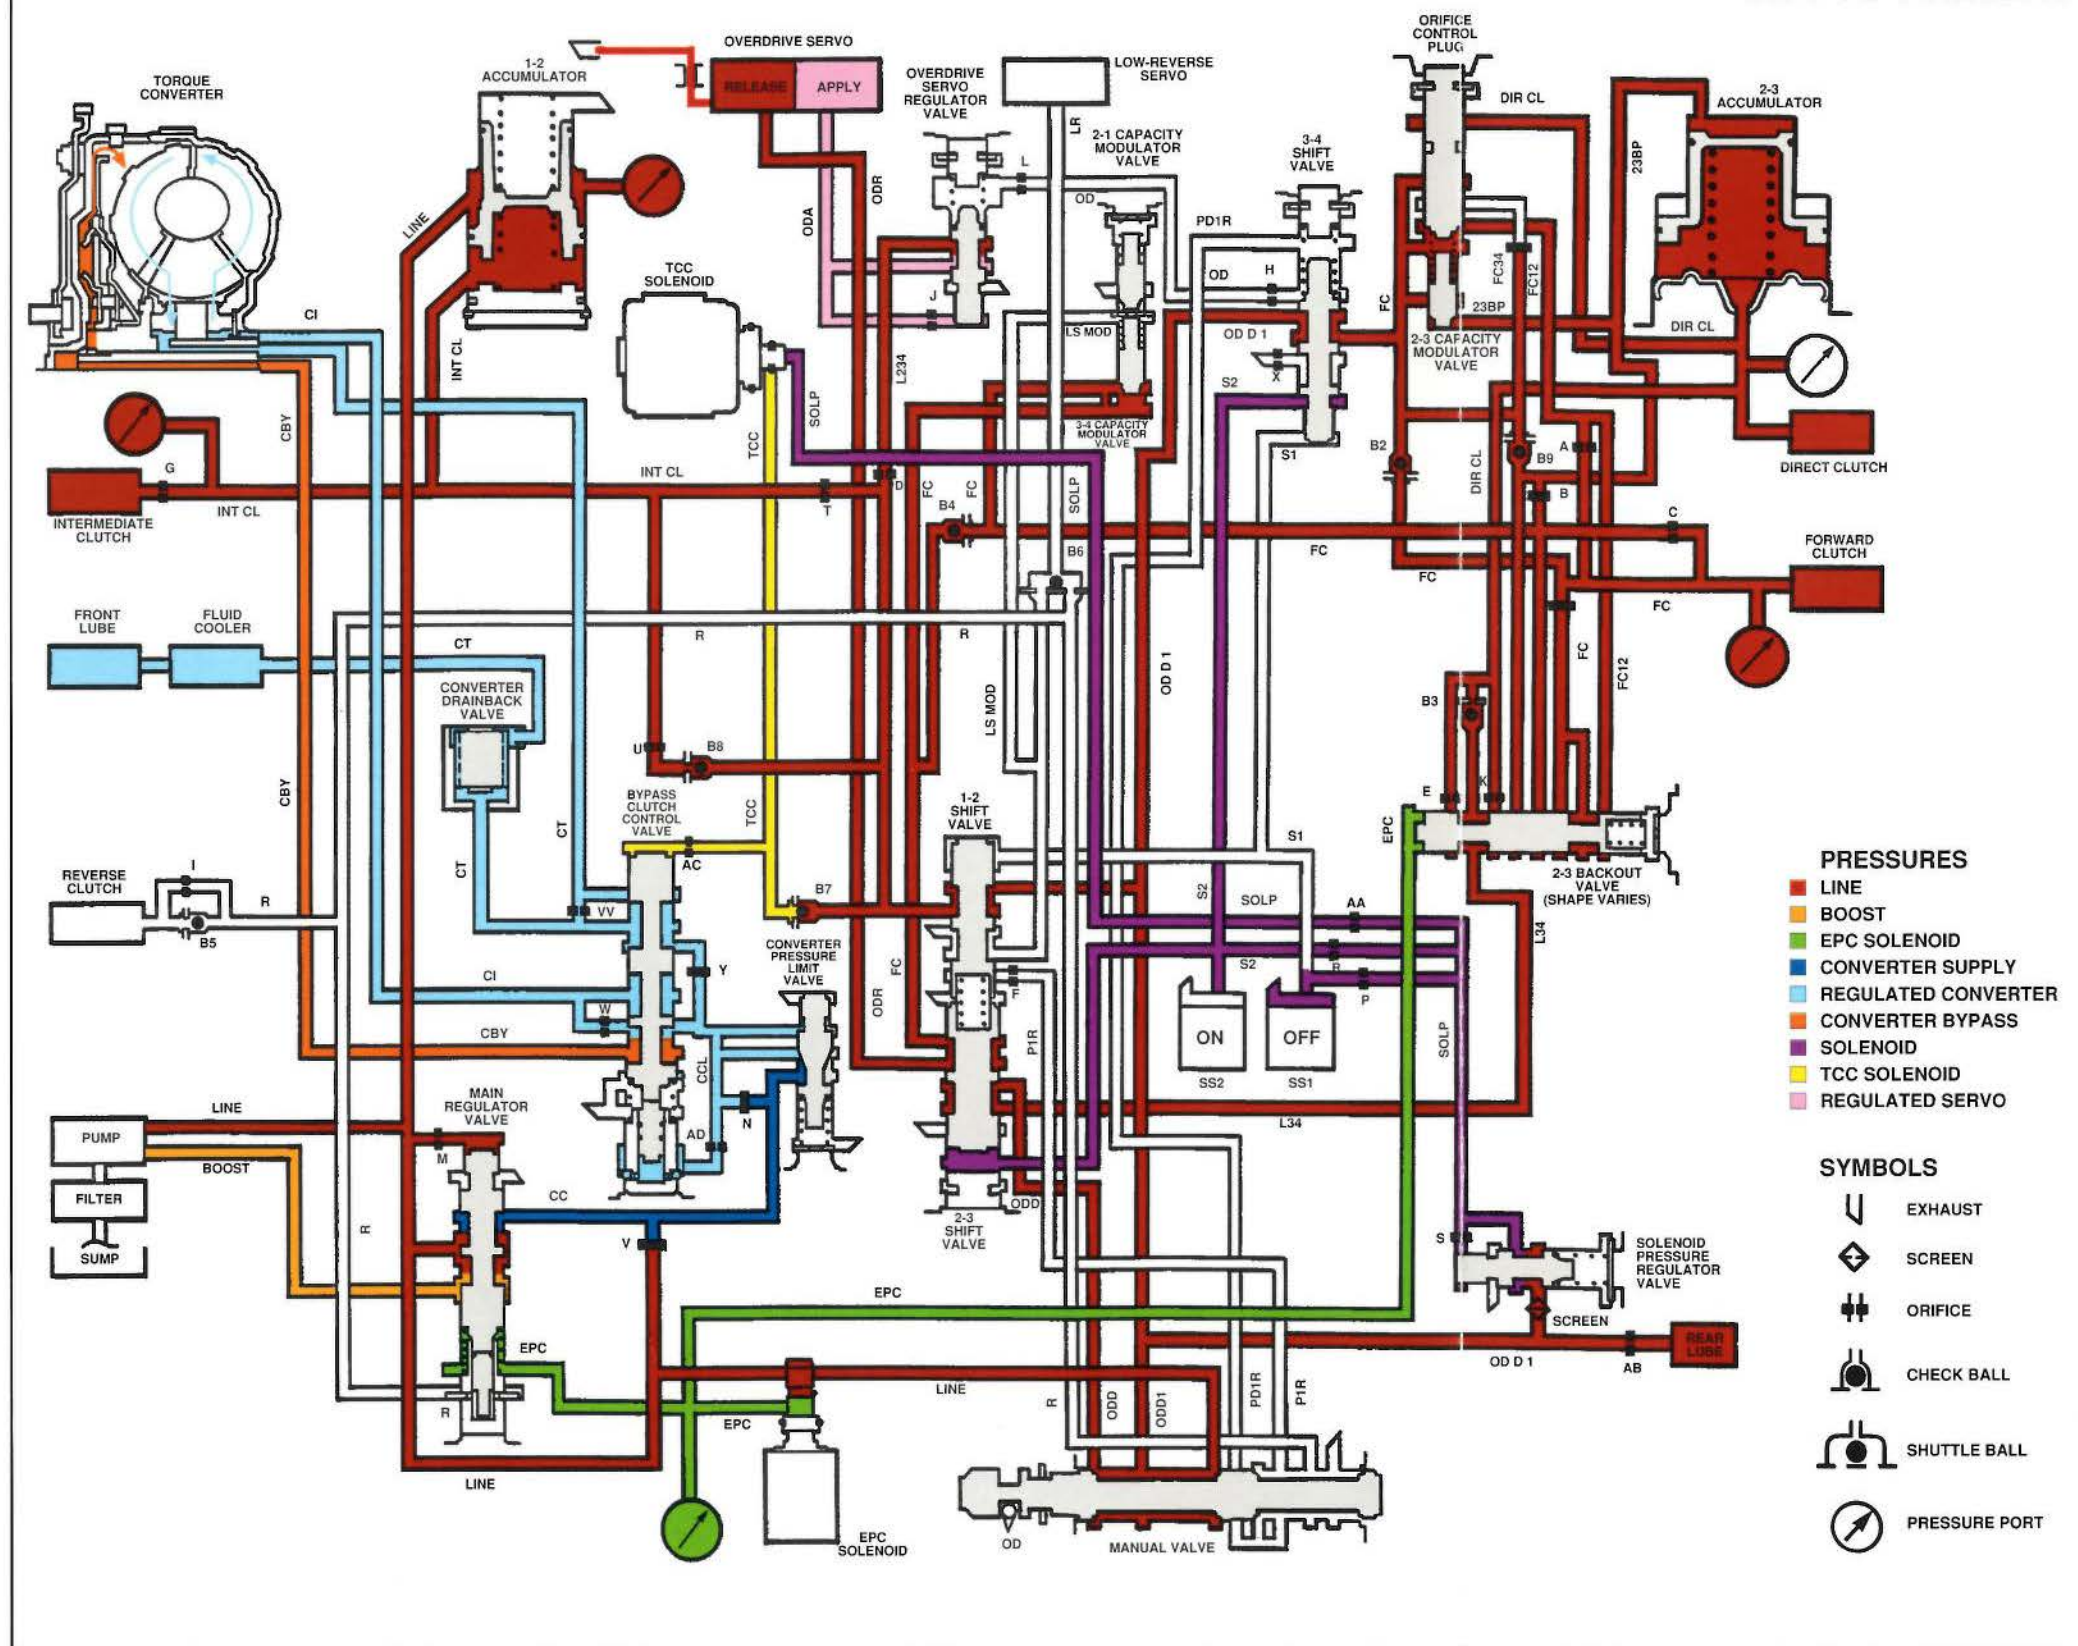 ORIFICE
CONTROL
PLUG
OVERDRIVE SERVO
1-2
ACCUMULATOR
TORQUE
CONVERTER
RELEASE
APPLY
OVERDRIVE
SERVO
REGULATOR
VALVE
LOW-REVERSE
SERVO
LR
2-1 CAPACITY
MODULATOR
VALVE
3-4
SHIFT
VALVE
DIR CL
2-3
ACCUMULATOR
23BP
LINE
ODA
ODR
L
OD
PD1R
TCC
SOLENOID
CI
INT CL
J
L234
LS MOD
OD
H
OD D 1
X
S2
S1
FC
FC34
FC12
23BP
2-3 CAPACITY
MODULATOR
VALVE
DIR CL
CBY
TCC
SOLP
3-4 CAPACITY
MODULATOR
VALVE
G
INT CL
INT CL
T
D
FC
FC
SOLP
B2
DIR CL
B9
A
B
DIRECT CLUTCH
INTERMEDIATE
CLUTCH
B4
B6
FC
C
FC
FORWARD
CLUTCH
FC
FRONT
LUBE
FLUID
COOLER
CT
R
R
OD D 1
FC
FC12
CONVERTER
DRAINBACK
VALVE
LS MOD
B3
U
B8
CBY
CT
BYPASS
CLUTCH
CONTROL
VALVE
TCC
1-2
SHIFT
VALVE
E
K
S1
EPC
AC
CT
REVERSE
CLUTCH
I
R
B5
VV
B7
S2
SOLP
AA
2-3 BACKOUT
VALVE
(SHAPE VARIES)
L34
CONVERTER
PRESSURE
LIMIT
VALVE
Y
CI
W
CBY
FC
ODR
F
P1R
S2
R
P
ON
OFF
SS2
SS1
SOLP
CCL
N
AD
L34
LINE
MAIN
REGULATOR
VALVE
PUMP
M
BOOST
FILTER
SUMP
CC
V
R
ODD
2-3
SHIFT
VALVE
S
SOLENOID
PRESSURE
REGULATOR
VALVE
SCREEN
EPC
EPC
LINE
EPC
R
OD D 1
AB
REAR
LUBE
R
ODD
ODD1
PD1R
P1R
LINE
EPC
SOLENOID
OD
MANUAL VALVE
PRESSURES
LINE
BOOST
EPC SOLENOID
CONVERTER SUPPLY
REGULATED CONVERTER
CONVERTER BYPASS
SOLENOID
TCC SOLENOID
REGULATED SERVO
SYMBOLS
EXHAUST
SCREEN
ORIFICE
CHECK BALL
SHUTTLE BALL
PRESSURE PORT